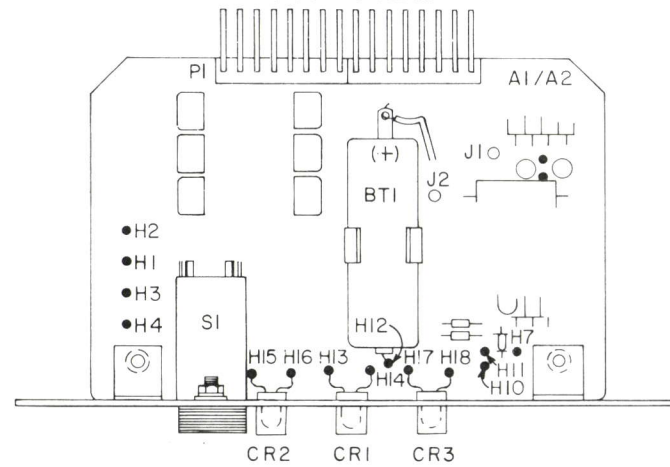 P1
A1/A2
(+)
J1
J2
BT1
H2
H1
H3
H4
S1
H12
H7
H15
H16
H13
H14
H17
H18
H11
H10
CR2
CR1
CR3